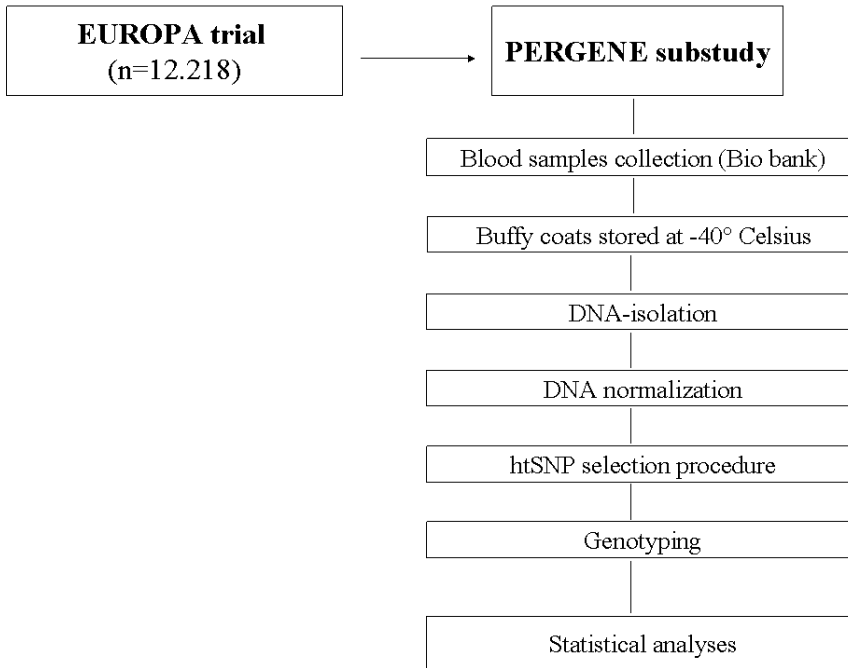 EUROPA trial
(n=12.218)
PERGENE substudy
Blood samples collection (Bio bank)
Buffy coats stored at -40° Celsius
DNA-isolation
DNA normalization
htSNP selection procedure
Genotyping
Statistical analyses